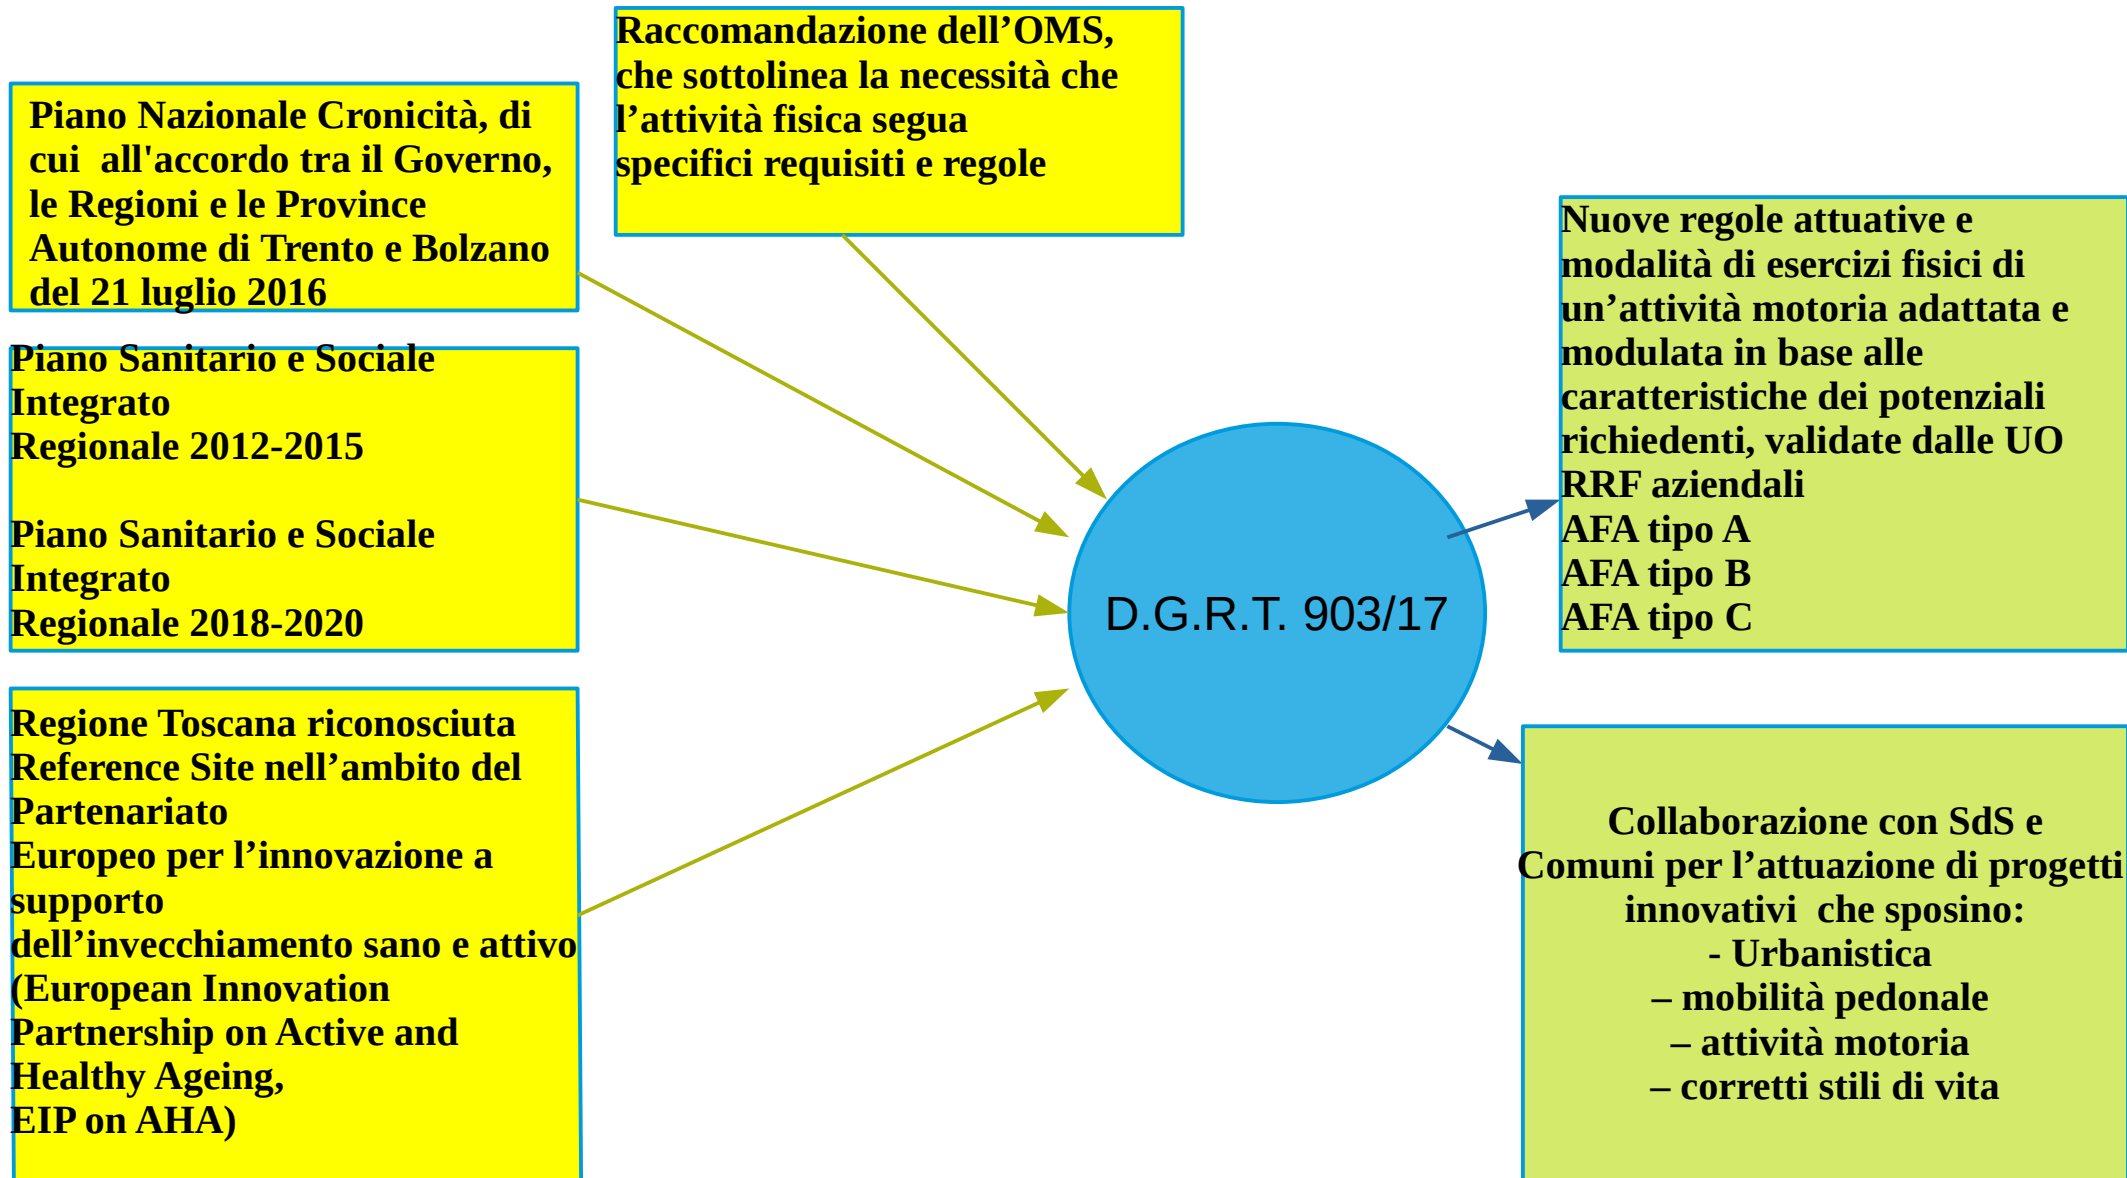 Raccomandazione dell’OMS,
che sottolinea la necessità che
l’attività fisica segua
specifici requisiti e regole
Piano Nazionale Cronicità, di
cui  all'accordo tra il Governo,
le Regioni e le Province
Autonome di Trento e Bolzano
del 21 luglio 2016
Piano Sanitario e Sociale
Integrato
Regionale 2012-2015
Piano Sanitario e Sociale
Integrato
Regionale 2018-2020
Regione Toscana riconosciuta
Reference Site nell’ambito del
Partenariato
Europeo per l’innovazione a
supporto
dell’invecchiamento sano e attivo
(European Innovation
Partnership on Active and
Healthy Ageing,
EIP on AHA)
D.G.R.T. 903/17
Nuove regole attuative e
modalità di esercizi fisici di
un’attività motoria adattata e
modulata in base alle
caratteristiche dei potenziali
richiedenti, validate dalle UO
RRF aziendali
AFA tipo A
AFA tipo B
AFA tipo C
Collaborazione con SdS e
Comuni per l’attuazione di progetti
innovativi  che sposino:
- Urbanistica
– mobilità pedonale
– attività motoria
– corretti stili di vita